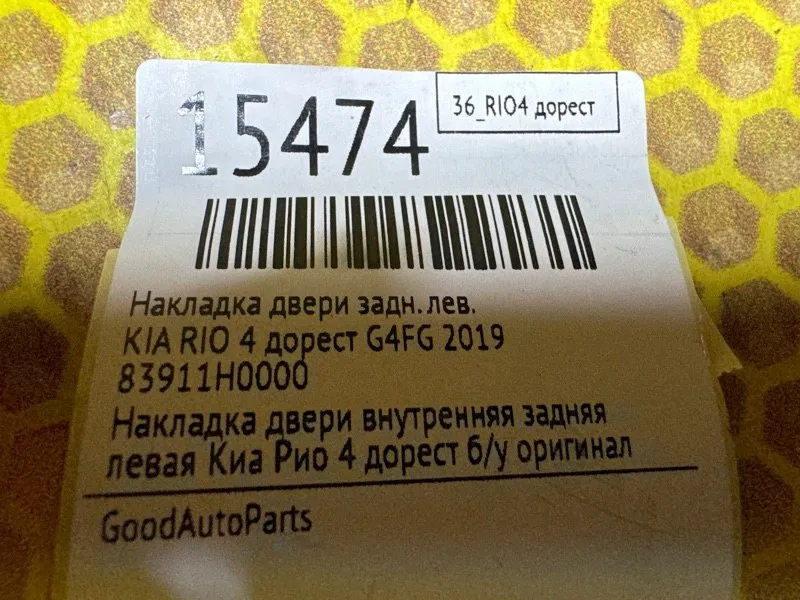 15474
36_RIO4 дорест
Накладка двери задн. лев.
KIA RIO 4 дорест G4FG 2019
83911H0000
Накладка двери внутренняя задняя
левая Киа Рио 4 дорест б/у оригинал
GoodAutoParts